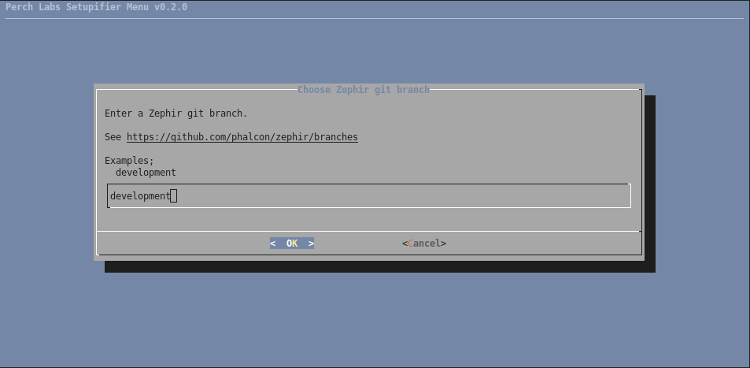 Perch Labs Setupifier Menu v0.2.0
Choose Zephir git branch
Enter a Zephir git branch.
See https://github.com/phalcon/zephir/branches
Examples;
development
development
< OK > <Cancel>